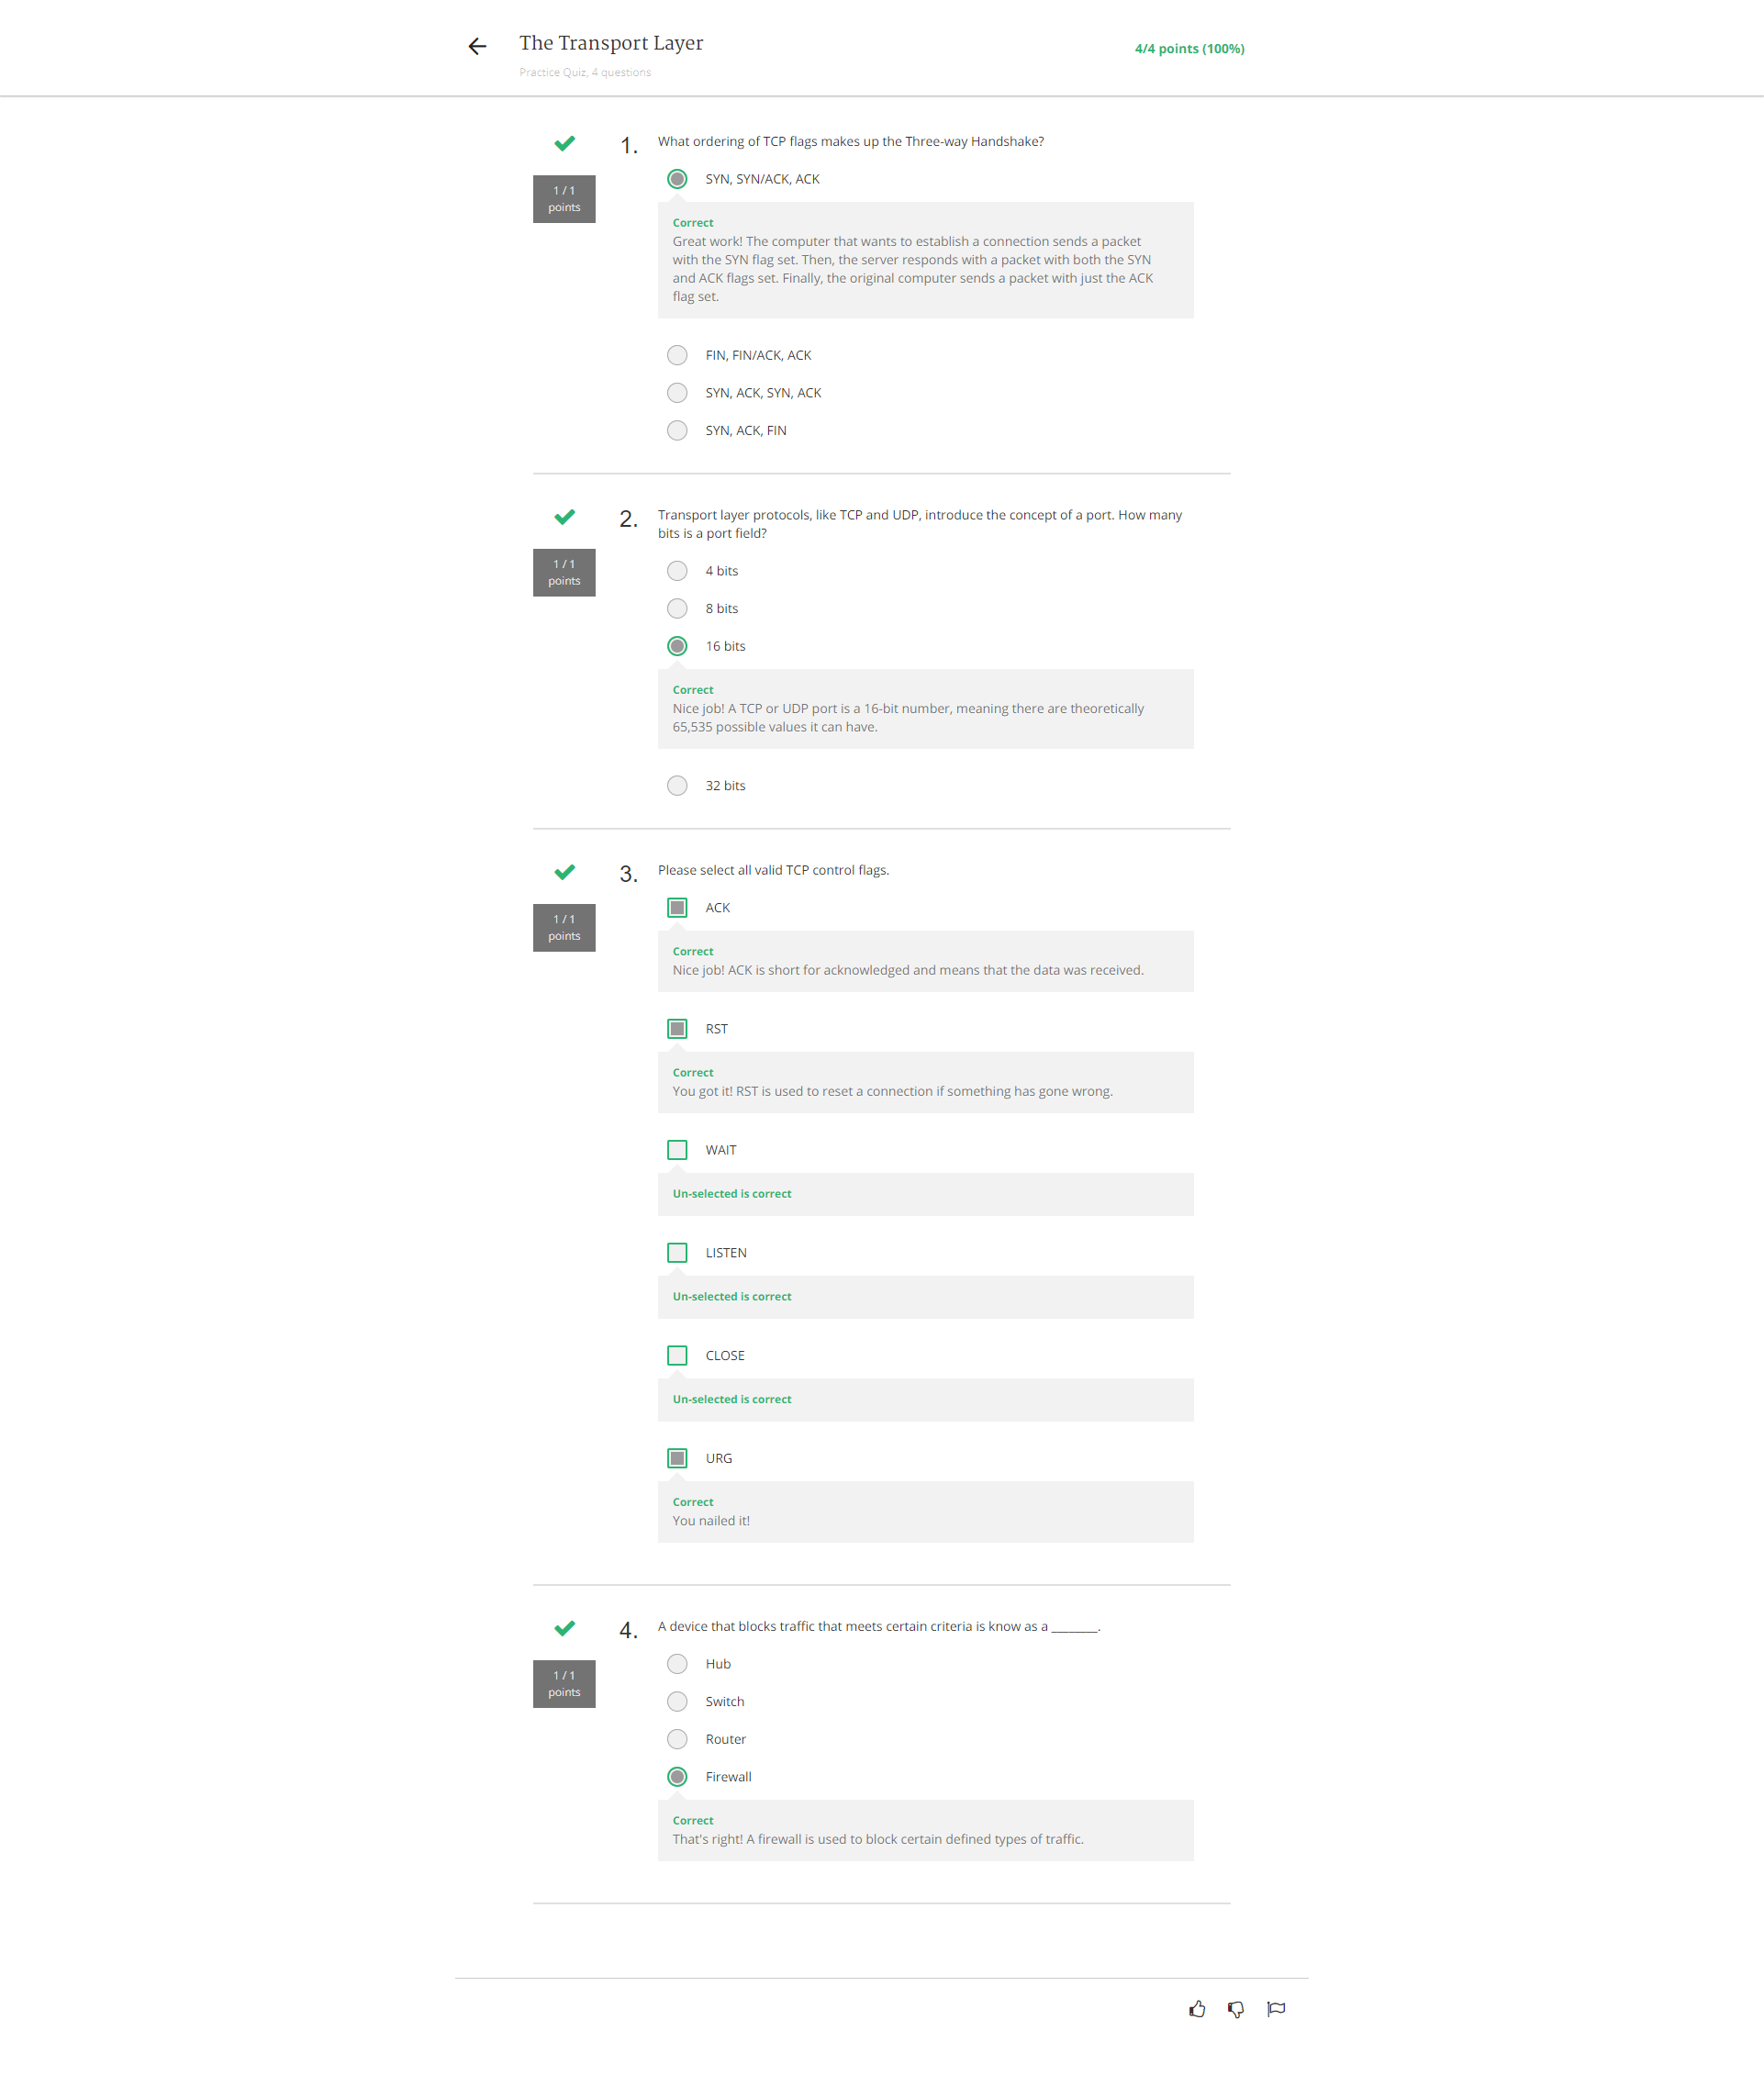 The Transport Layer
4/4 points (100%)
Practice Quiz, 4 questions
1 / 1
points
1.
What ordering of TCP flags makes up the Three-way Handshake?
SYN, SYN/ACK, ACK
Correct
Great work! The computer that wants to establish a connection sends a packet
with the SYN flag set. Then, the server responds with a packet with both the SYN
and ACK flags set. Finally, the original computer sends a packet with just the ACK
flag set.
FIN, FIN/ACK, ACK
SYN, ACK, SYN, ACK
SYN, ACK, FIN
1 / 1
points
2.
Transport layer protocols, like TCP and UDP, introduce the concept of a port. How many
bits is a port field?
4 bits
8 bits
16 bits
Correct
Nice job! A TCP or UDP port is a 16-bit number, meaning there are theoretically
65,535 possible values it can have.
32 bits
1 / 1
points
3.
Please select all valid TCP control flags.
ACK
Correct
Nice job! ACK is short for acknowledged and means that the data was received.
RST
Correct
You got it! RST is used to reset a connection if something has gone wrong.
WAIT
Un-selected is correct
LISTEN
Un-selected is correct
CLOSE
Un-selected is correct
URG
Correct
You nailed it!
1 / 1
points
4.
A device that blocks traffic that meets certain criteria is know as a _______.
Hub
Switch
Router
Firewall
Correct
That's right! A firewall is used to block certain defined types of traffic.